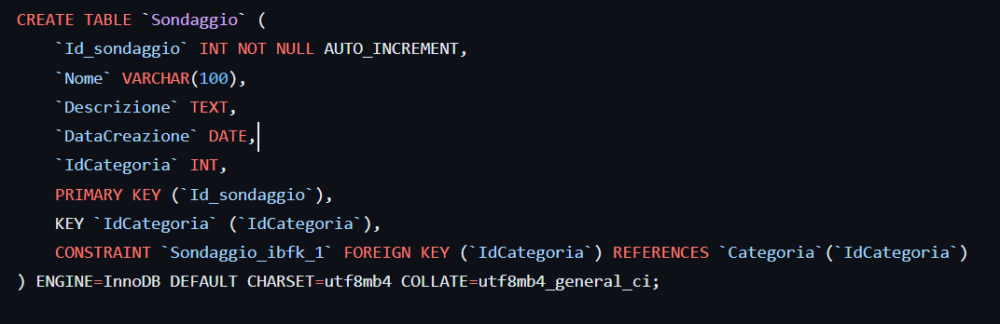 CREATE TABLE `Sondaggio` (
    `Id_sondaggio` INT NOT NULL AUTO_INCREMENT,
    `Nome` VARCHAR(100),
    `Descrizione` TEXT,
    `DataCreazione` DATE,
    `IdCategoria` INT,
    PRIMARY KEY (`Id_sondaggio`),
    KEY `IdCategoria` (`IdCategoria`),
    CONSTRAINT `Sondaggio_ibfk_1` FOREIGN KEY (`IdCategoria`) REFERENCES `Categoria`(`IdCategoria`)
) ENGINE=InnoDB DEFAULT CHARSET=utf8mb4 COLLATE=utf8mb4_general_ci;